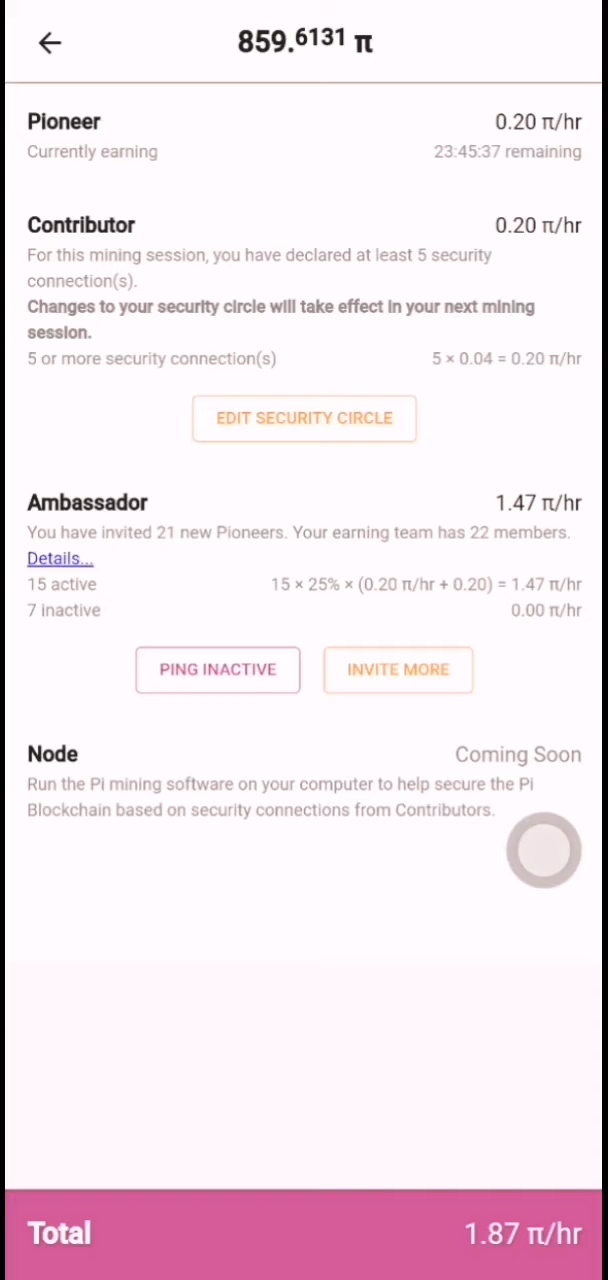 859.6131 π
Pioneer 0.20 π/hr
Currently earning 23:45:37 remaining
Contributor 0.20 π/hr
For this mining session, you have declared at least 5 security
connection(s).
Changes to your security circle will take effect in your next mining
session.
5 or more security connection(s) 5 × 0.04 = 0.20 π/hr
EDIT SECURITY CIRCLE
Ambassador 1.47 π/hr
You have invited 21 new Pioneers. Your earning team has 22 members.
Details...
15 active 15 × 25% × (0.20 π/hr + 0.20) = 1.47 π/hr
7 inactive 0.00 π/hr
PING INACTIVE INVITE MORE
Node Coming Soon
Run the Pi mining software on your computer to help secure the Pi
Blockchain based on security connections from Contributors.
Total 1.87 π/hr